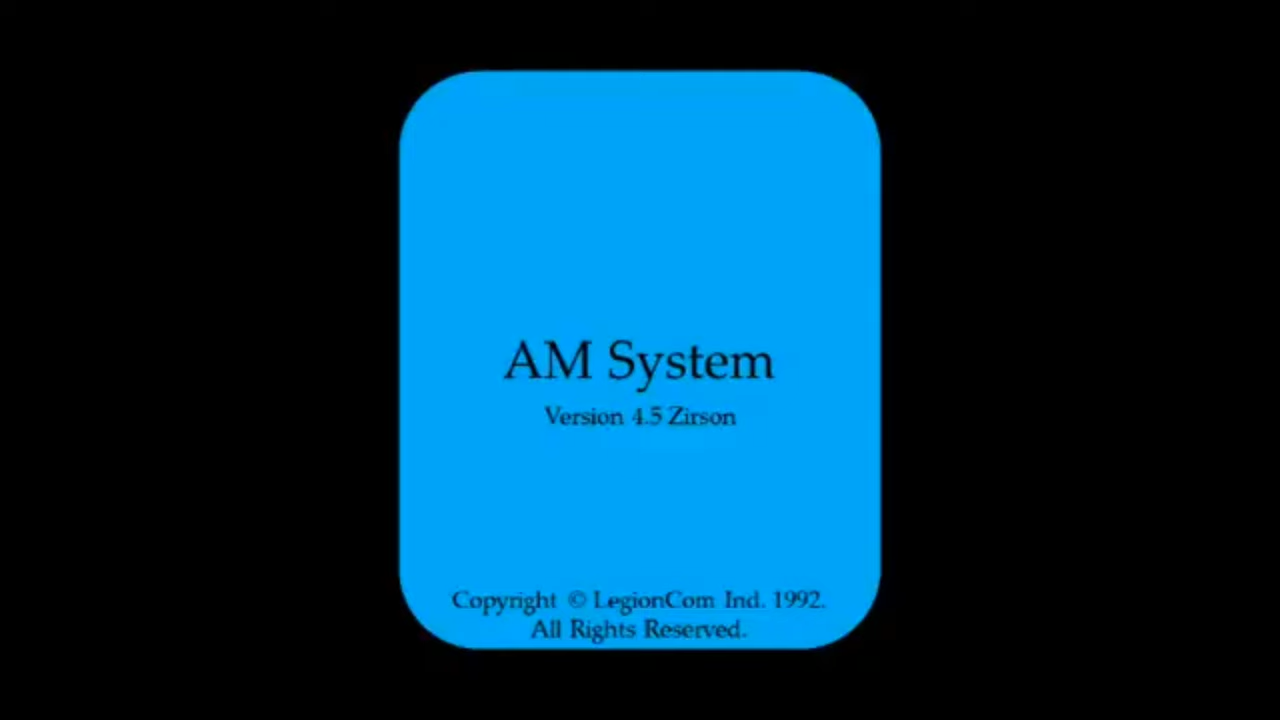 AM System
Version 4.5 Zirson
Copyright © LegionCom Ind. 1992.
All Rights Reserved.